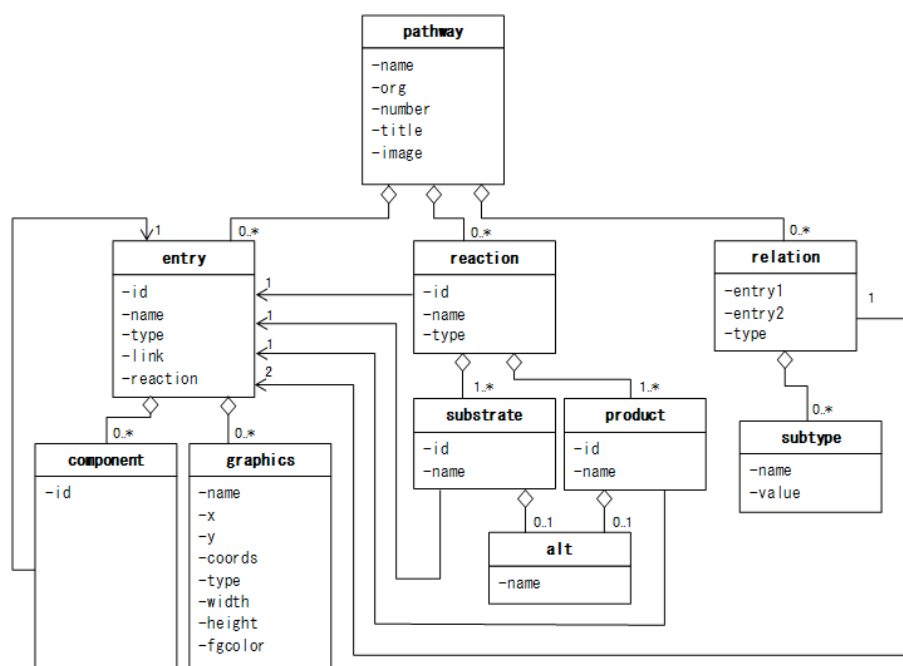 pathway
-name
-org
-number
-title
-image
1
0..*
0..*
0..*
entry
-id
-name
-type
-link
-reaction
reaction
-id
-name
-type
relation
-entry1
-entry2
-type
1
1
1
1
2
1..*
1..*
0..*
0..*
0..*
substrate
-id
-name
product
-id
-name
subtype
-name
-value
component
-id
graphics
-name
-x
-y
-coords
-type
-width
-height
-fgcolor
0..1
0..1
alt
-name